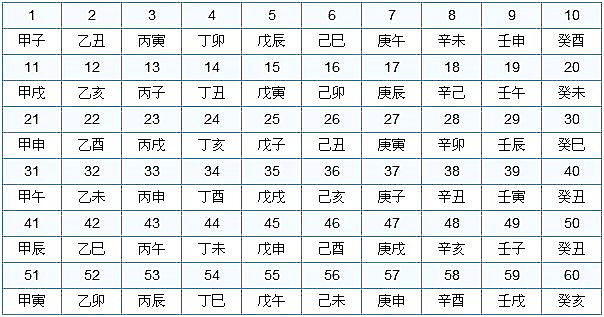 1 2 3 4 5 6 7 8 9 10
甲子 乙丑 丙寅 丁卯 戊辰 己巳 庚午 辛未 壬申 癸酉
11 12 13 14 15 16 17 18 19 20
甲戌 乙亥 丙子 丁丑 戊寅 己卯 庚辰 辛己 壬午 癸未
21 22 23 24 25 26 27 28 29 30
甲申 乙酉 丙戌 丁亥 戊子 己丑 庚寅 辛卯 壬辰 癸巳
31 32 33 34 35 36 37 38 39 40
甲午 乙未 丙申 丁酉 戊戌 己亥 庚子 辛丑 壬寅 癸丑
41 42 43 44 45 46 47 48 49 50
甲辰 乙巳 丙午 丁未 戊申 己酉 庚戌 辛亥 壬子 癸丑
51 52 53 54 55 56 57 58 59 60
甲寅 乙卯 丙辰 丁巳 戊午 己未 庚申 辛酉 壬戌 癸亥